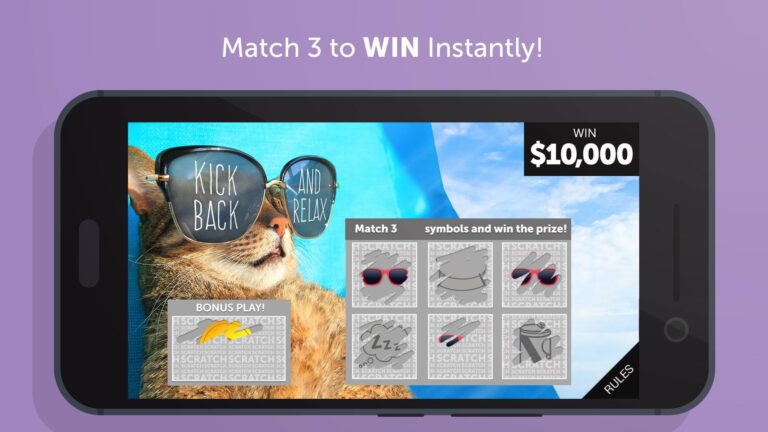 Match 3 to WIN Instantly!
WIN
$10,000
KICK
BACK
AND
RELAX
Match 3 symbols and win the prize!
BONUS PLAY!
ZZZ
RULES